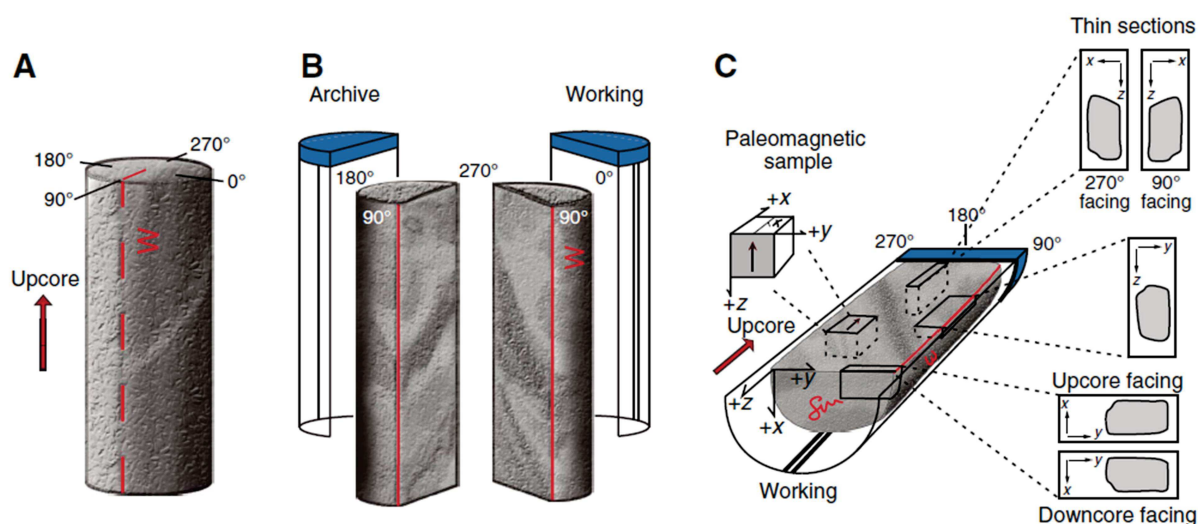 A
180°
270°
90°
0°
W
Upcore
B
Archive
Working
180°
270°
0°
90°
90°
W
C
Thin sections
x
z
x
z
270°
facing
90°
facing
Paleomagnetic
sample
+x
x
+y
+z
180°
270°
90°
y
z
Upcore
+y
+z
+x
W
Working
Upcore facing
x
y
y
x
Downcore facing